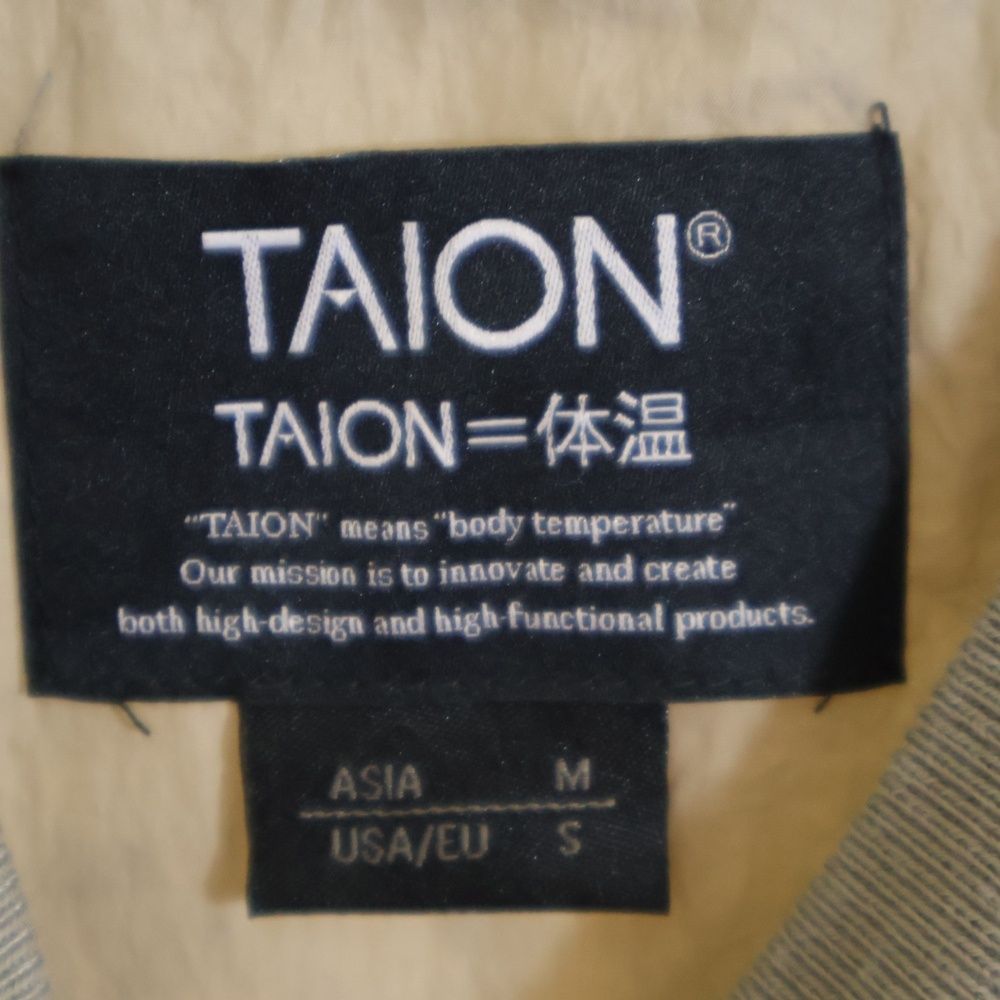 TAION®
TAION=体温
"TAION" means "body temperature"
Our mission is to innovate and create
both high-design and high-functional products.
ASIA M
USA/EU S